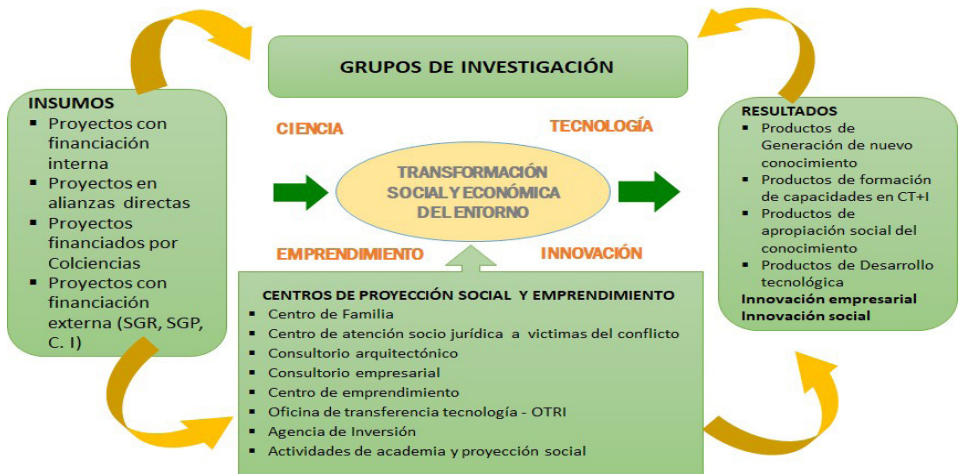 GRUPOS DE INVESTIGACIÓN
INSUMOS
▪ Proyectos con
financiación
interna
▪ Proyectos en
alianzas directas
▪ Proyectos
financiados por
Colciencias
▪ Proyectos con
financiación
externa (SGR, SGP,
C. I)
CIENCIA
TECNOLOGÍA
TRANSFORMACIÓN
SOCIAL Y ECONÓMICA
DEL ENTORNO
EMPRENDIMIENTO
INNOVACIÓN
CENTROS DE PROYECCIÓN SOCIAL Y EMPRENDIMIENTO
▪ Centro de Familia
▪ Centro de atención socio jurídica a victimas del conflicto
▪ Consultorio arquitectónico
▪ Consultorio empresarial
▪ Centro de emprendimiento
▪ Oficina de transferencia tecnología - OTRI
▪ Agencia de Inversión
▪ Actividades de academia y proyección social
RESULTADOS
▪ Productos de
Generación de nuevo
conocimiento
▪ Productos de formación
de capacidades en CT+I
▪ Productos de
apropiación social del
conocimiento
▪ Productos de Desarrollo
tecnológica
Innovación empresarial
Innovación social